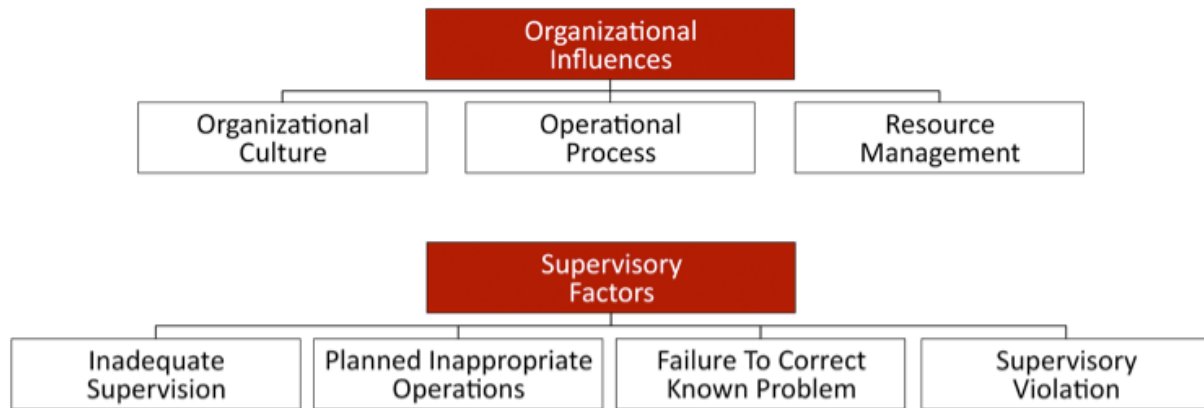 Organizational
Influences
Organizational
Culture
Operational
Process
Resource
Management
Supervisory
Factors
Inadequate
Supervision
Planned Inappropriate
Operations
Failure To Correct
Known Problem
Supervisory
Violation